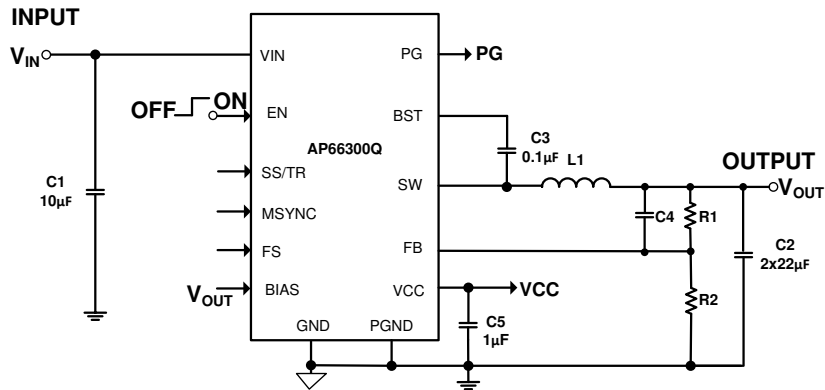 INPUT
VIN
VIN
OFF
ON
EN
SS/TR
MSYNC
FS
VOUT
BIAS
GND
PGND
AP66300Q
PG
PG
BST
SW
FB
VCC
VCC
C1
10µF
C3
0.1µF
L1
OUTPUT
VOUT
C4
R1
C2
2x22µF
R2
C5
1µF